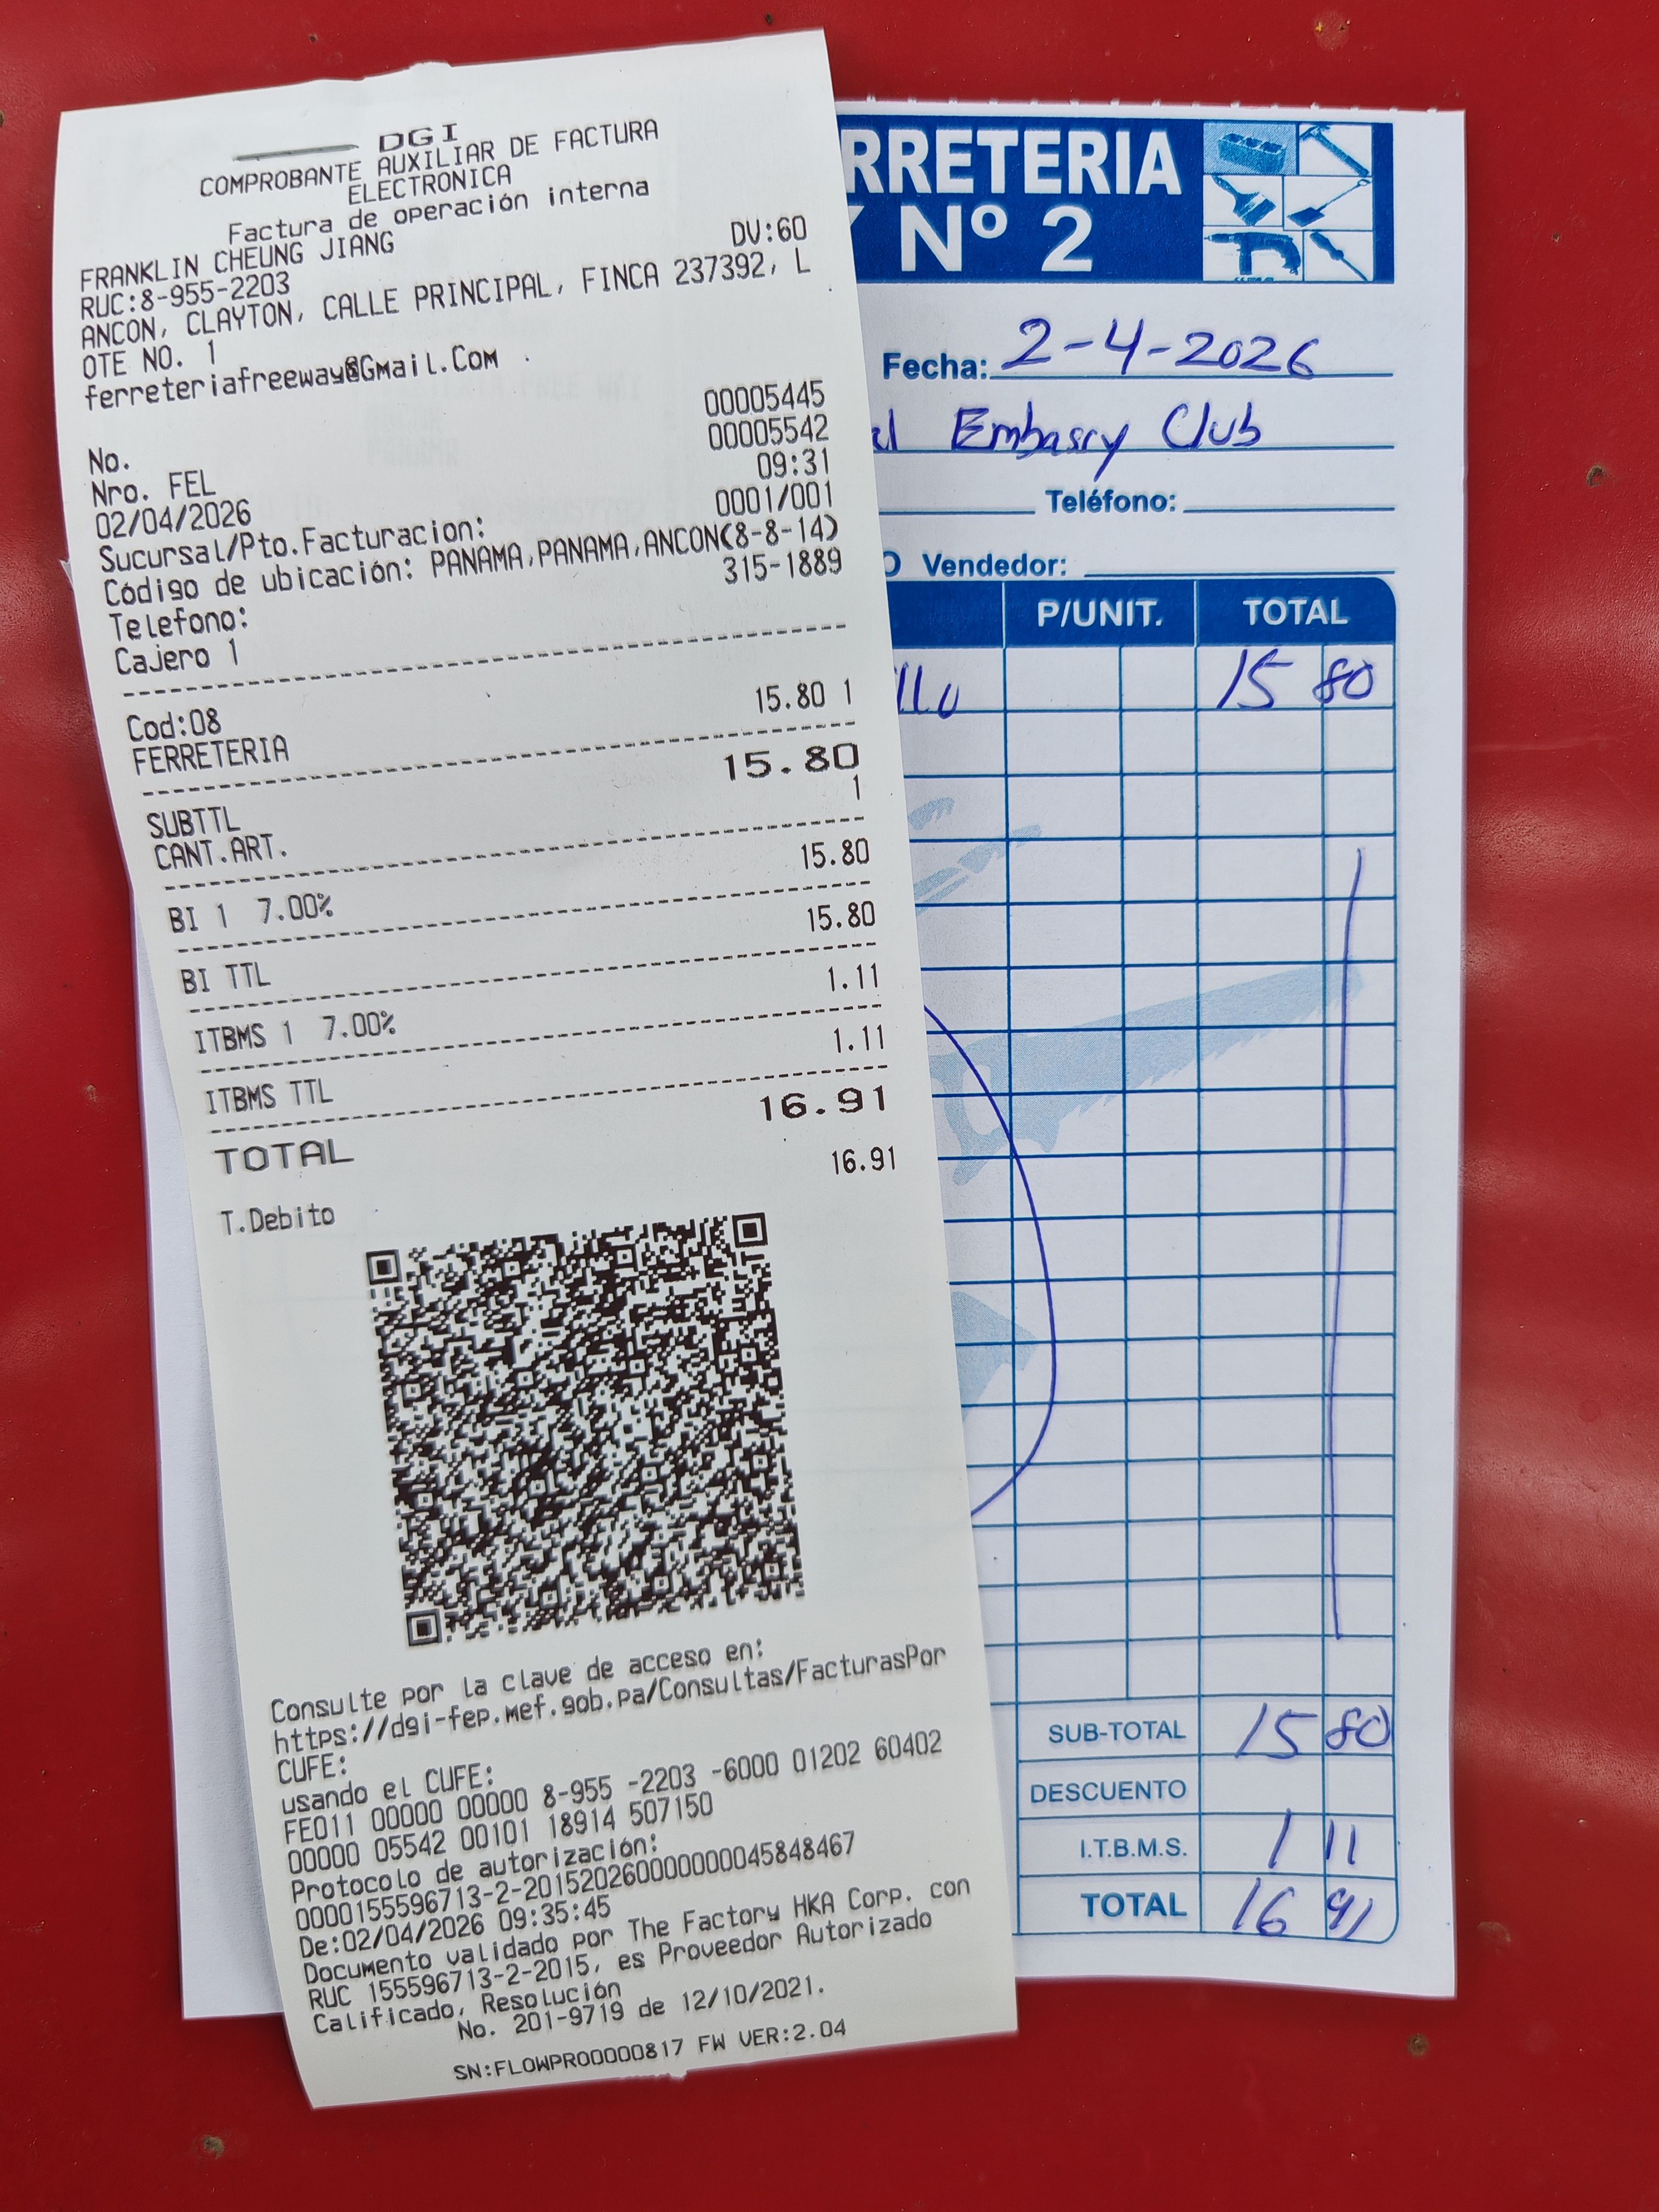 DGI
COMPROBANTE AUXILIAR DE FACTURA
ELECTRONICA
Factura de operación interna
FRANKLIN CHEUNG JIANG
RUC:8-955-2203 DV:60
ANCON, CLAYTON, CALLE PRINCIPAL, FINCA 237392, L
OTE NO. 1
ferreteriafreeway@Gmail.Com
No. 00005445
Nro. FEL 00005542
02/04/2026 09:31
Sucursal/Pto.Facturacion: 0001/001
Código de ubicación: PANAMA,PANAMA,ANCON(8-8-14)
Telefono: 315-1889
Cajero 1
Cod:08
FERRETERIA 15.80 1
SUBTTL 15.80
CANT.ART. 1
BI 1 7.00% 15.80
BI TTL 15.80
ITBMS 1 7.00% 1.11
ITBMS TTL 1.11
TOTAL 16.91
T.Debito 16.91
Consulte por la clave de acceso en:
https://dgi-fep.mef.gob.pa/Consultas/FacturasPor
CUFE:
usando el CUFE:
FE011 00000 00000 8-955 -2203 -6000 01202 60402
00000 05542 00101 18914 507150
Protocolo de autorización:
0000155596713-2-20152026000000045848467
De:02/04/2026 09:35:45
Documento validado por The Factory HKA Corp. con
RUC 155596713-2-2015, es Proveedor Autorizado
Calificado, Resolución
No. 201-9719 de 12/10/2021.
SN:FLOWPRO0000817 FW VER:2.04
RRETERIA
Y Nº 2
Fecha: 2-4-2026
al Embassy Club
Teléfono:
O Vendedor:
P/UNIT. TOTAL
15 80
SUB-TOTAL 15 80
DESCUENTO
I.T.B.M.S. 1 11
TOTAL 16 91